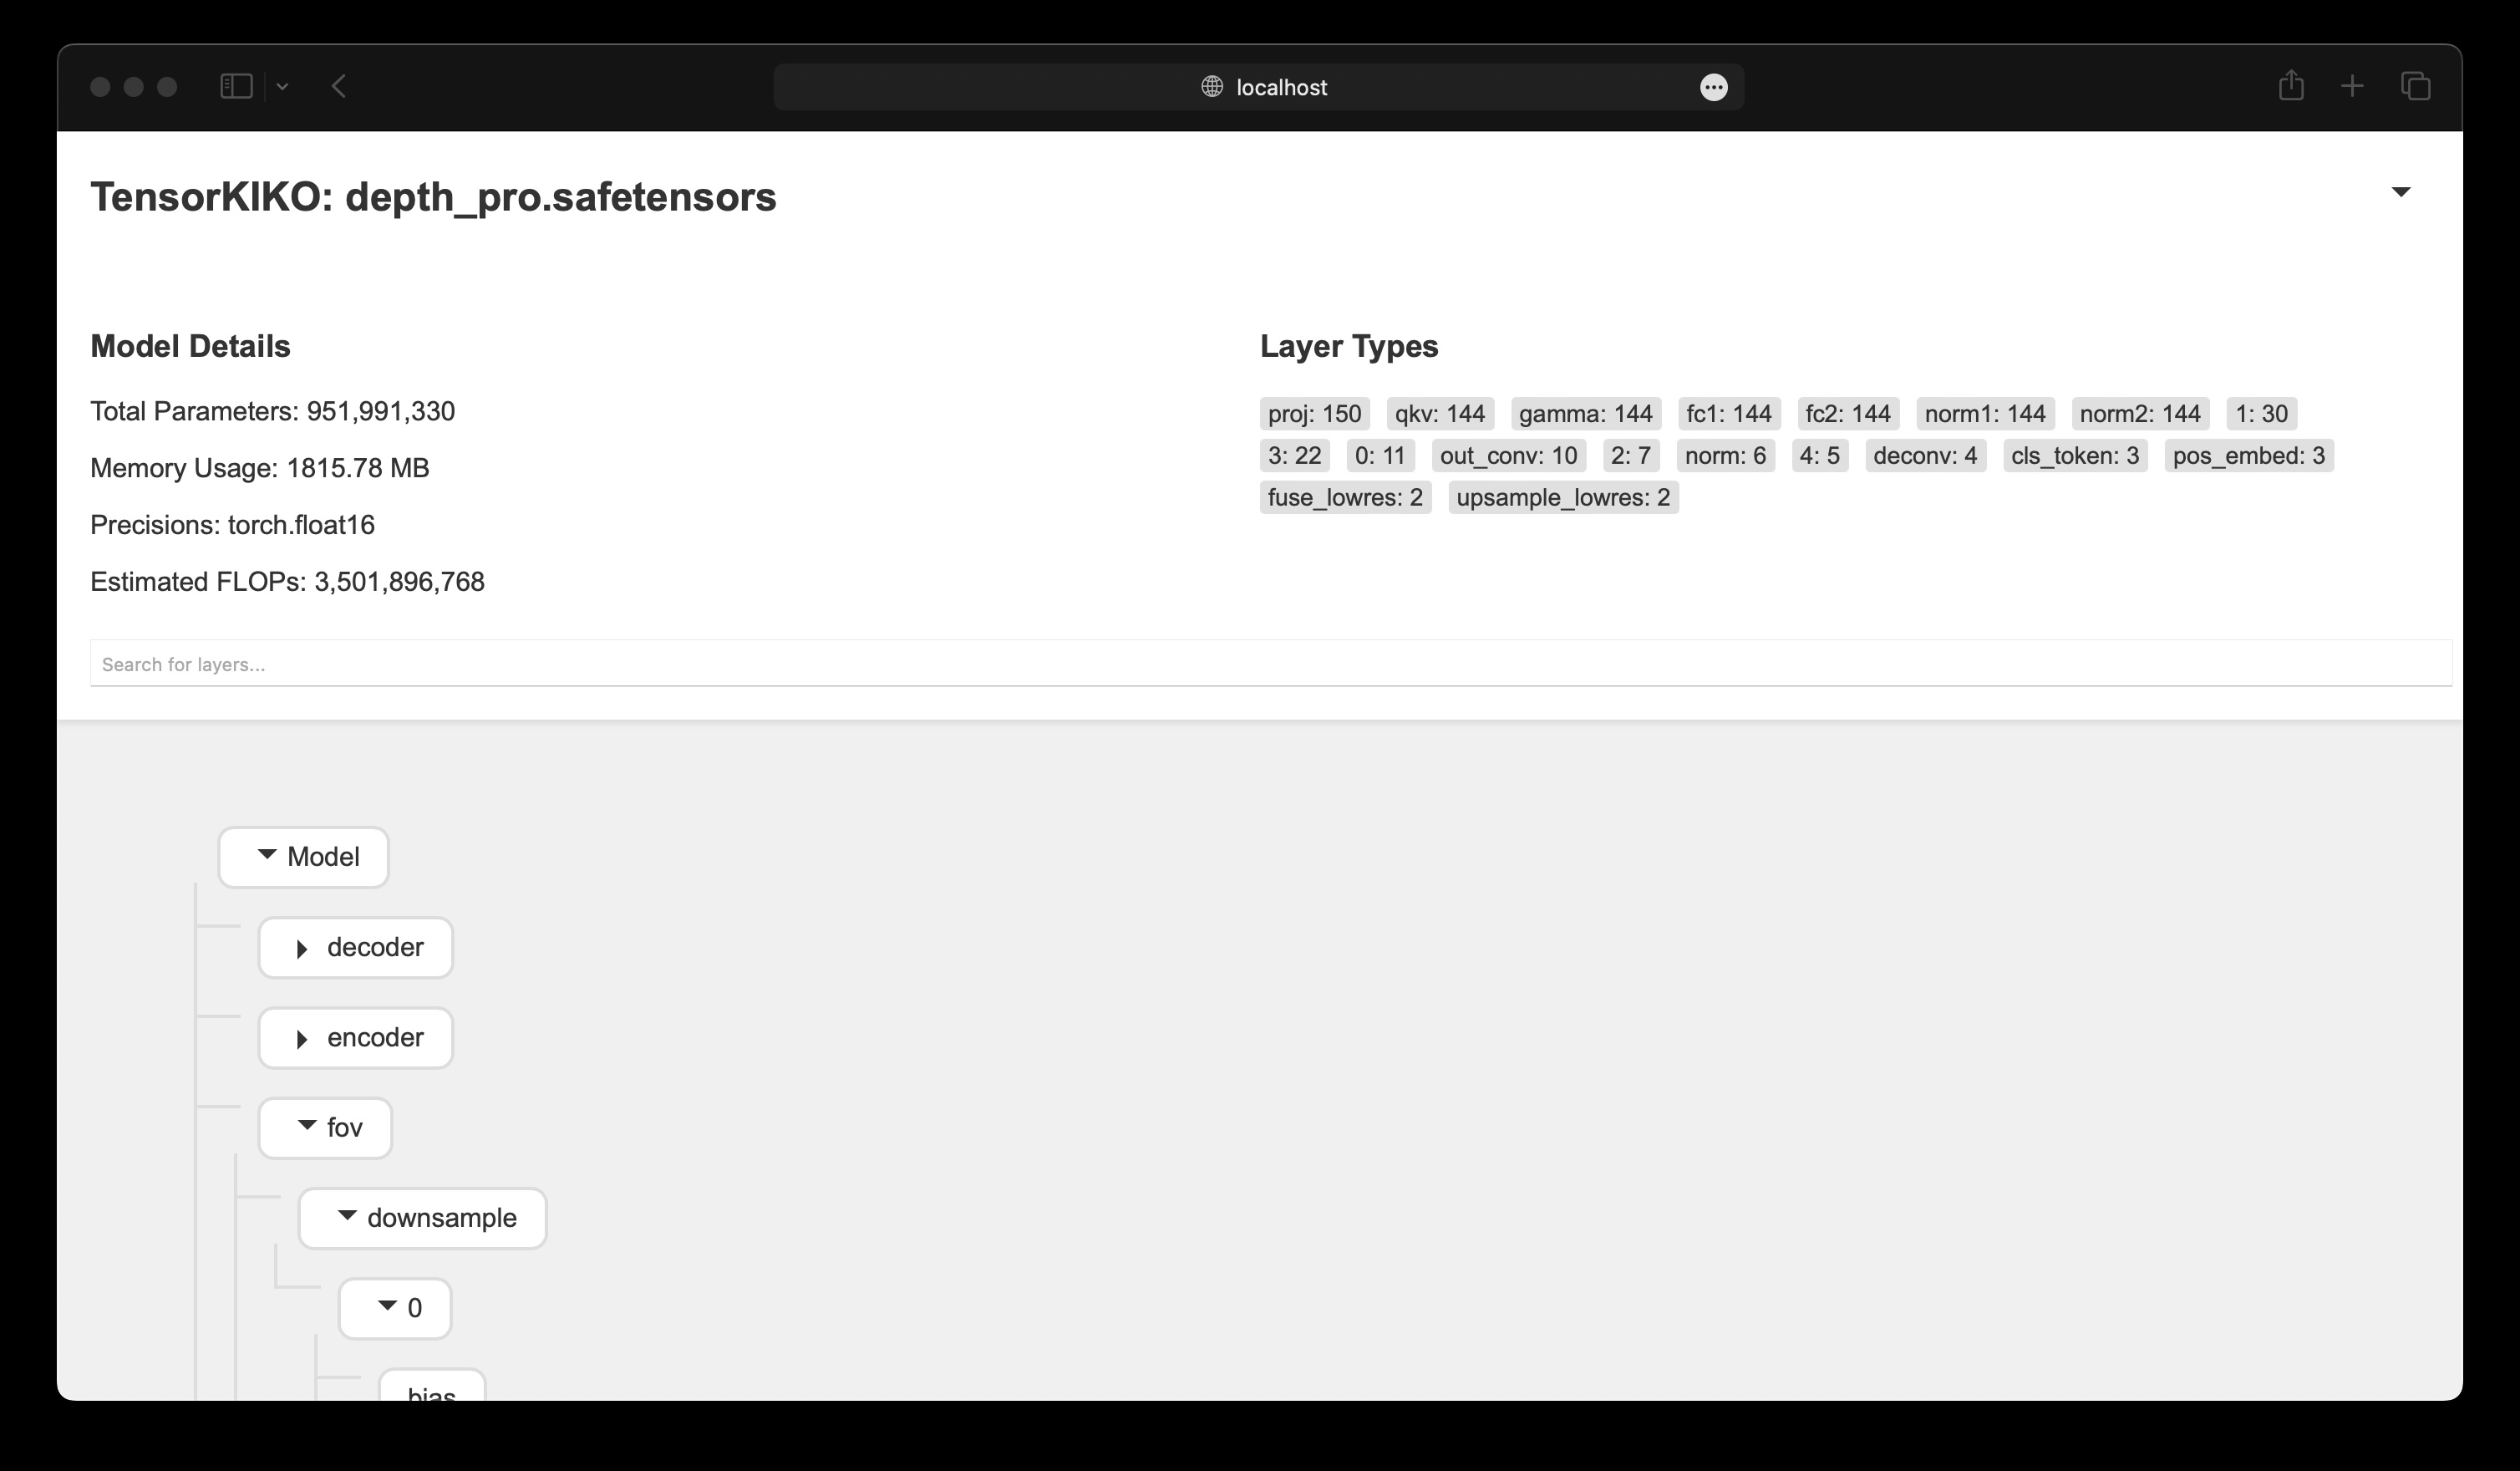 localhost
TensorKIKO: depth_pro.safetensors
Model Details
Total Parameters: 951,991,330
Memory Usage: 1815.78 MB
Precisions: torch.float16
Estimated FLOPs: 3,501,896,768
Layer Types
proj: 150 qkv: 144 gamma: 144 fc1: 144 fc2: 144 norm1: 144 norm2: 144 1: 30
3: 22 0: 11 out_conv: 10 2: 7 norm: 6 4: 5 deconv: 4 cls_token: 3 pos_embed: 3
fuse_lowres: 2 upsample_lowres: 2
Search for layers...
Model
decoder
encoder
fov
downsample
0
bias